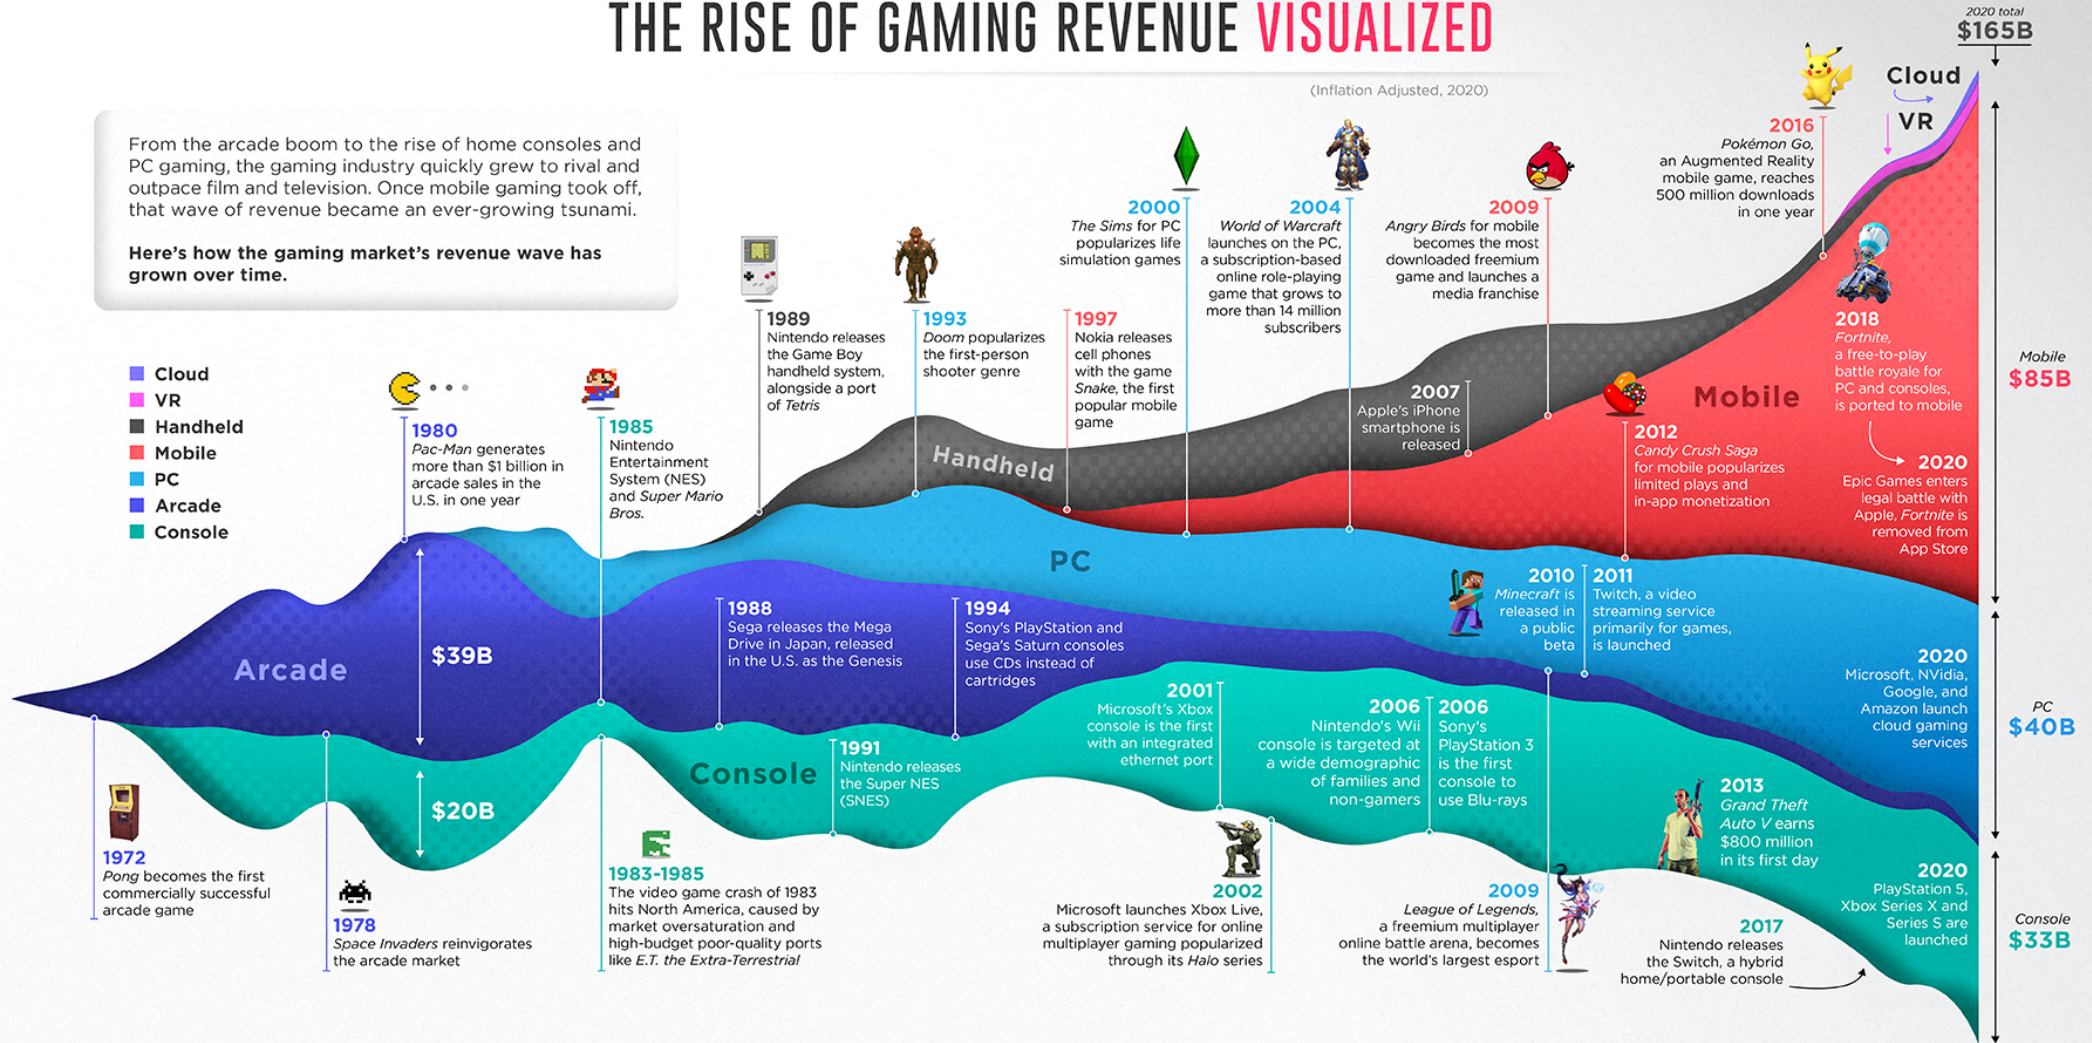 THE RISE OF GAMING REVENUE VISUALIZED
(Inflation Adjusted, 2020)
2020 total
$165B
From the arcade boom to the rise of home consoles and
PC gaming, the gaming industry quickly grew to rival and
outpace film and television. Once mobile gaming took off,
that wave of revenue became an ever-growing tsunami.
Here's how the gaming market's revenue wave has
grown over time.
Cloud
VR
Handheld
Mobile
PC
Arcade
Console
1980
Pac-Man generates
more than $1 billion in
arcade sales in the
U.S. in one year
1985
Nintendo
Entertainment
System (NES)
and Super Mario
Bros.
1989
Nintendo releases
the Game Boy
handheld system,
alongside a port
of Tetris
1993
Doom popularizes
the first-person
shooter genre
1997
Nokia releases
cell phones
with the game
Snake, the first
popular mobile
game
2000
The Sims for PC
popularizes life
simulation games
2004
World of Warcraft
launches on the PC,
a subscription-based
online role-playing
game that grows to
more than 14 million
subscribers
2009
Angry Birds for mobile
becomes the most
downloaded freemium
game and launches a
media franchise
2016
Pokémon Go,
an Augmented Reality
mobile game, reaches
500 million downloads
in one year
Cloud
VR
2007
Apple's iPhone
smartphone is
released
2012
Candy Crush Saga
for mobile popularizes
limited plays and
in-app monetization
2018
Fortnite,
a free-to-play
battle royale for
PC and consoles,
is ported to mobile
2020
Epic Games enters
legal battle with
Apple, Fortnite is
removed from
App Store
Handheld
Mobile
Mobile
$85B
PC
Arcade
$39B
1988
Sega releases the Mega
Drive in Japan, released
in the U.S. as the Genesis
1994
Sony's PlayStation and
Sega's Saturn consoles
use CDs instead of
cartridges
2010
Minecraft is
released in
a public
beta
2011
Twitch, a video
streaming service
primarily for games,
is launched
2020
Microsoft, NVidia,
Google, and
Amazon launch
cloud gaming
services
PC
$40B
Console
$20B
1991
Nintendo releases
the Super NES
(SNES)
2001
Microsoft's Xbox
console is the first
with an integrated
ethernet port
2006
Nintendo's Wii
console is targeted at
a wide demographic
of families and
non-gamers
2006
Sony's
PlayStation 3
is the first
console to
use Blu-rays
2013
Grand Theft
Auto V earns
$800 million
in its first day
2020
PlayStation 5,
Xbox Series X and
Series S are
launched
Console
$33B
1972
Pong becomes the first
commercially successful
arcade game
1978
Space Invaders reinvigorates
the arcade market
1983-1985
The video game crash of 1983
hits North America, caused by
market oversaturation and
high-budget poor-quality ports
like E.T. the Extra-Terrestrial
2002
Microsoft launches Xbox Live,
a subscription service for online
multiplayer gaming popularized
through its Halo series
2009
League of Legends,
a freemium multiplayer
online battle arena, becomes
the world's largest esport
2017
Nintendo releases
the Switch, a hybrid
home/portable console